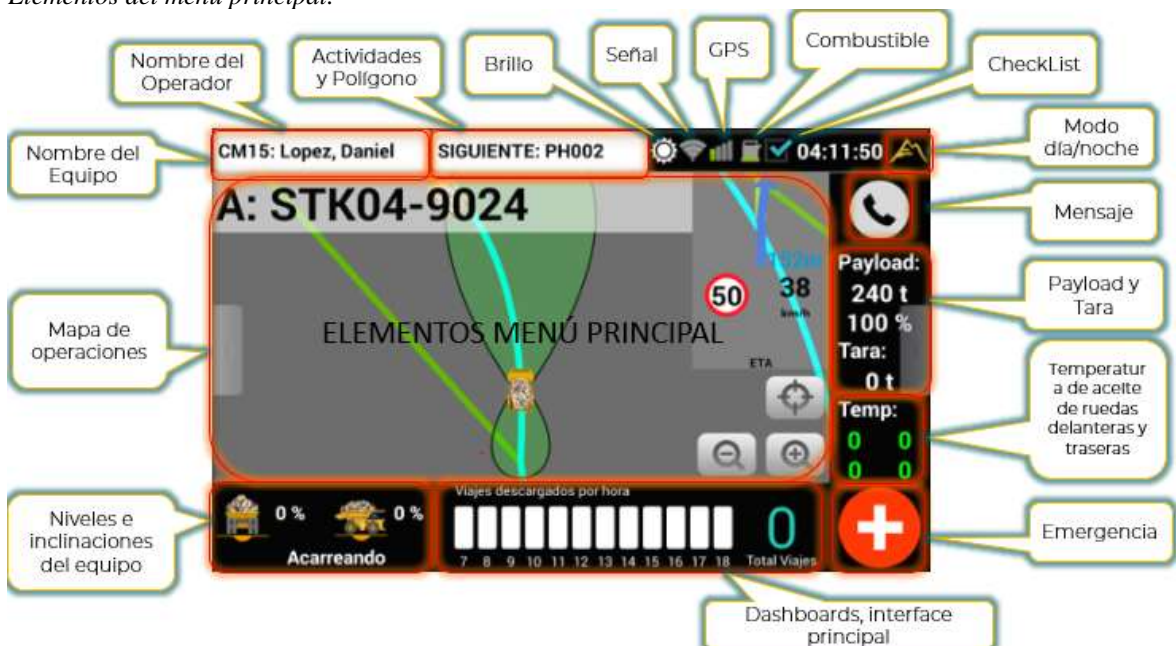 Elementos del menú principal.
Nombre del
Operador
Actividades
y Polígono
Brillo
Señal
GPS
Combustible
CheckList
Modo
día/noche
Nombre del
Equipo
CM15: Lopez, Daniel
SIGUIENTE: PH002
04:11:50
A: STK04-9024
Mensaje
Payload:
240 t
100 %
Tara:
0 t
Payload y
Tara
50
38
km/h
ELEMENTOS MENÚ PRINCIPAL
ETA
Mapa de
operaciones
Temp:
0 0
0 0
Temperatur
a de aceite
de ruedas
delanteras y
traseras
Niveles e
inclinaciones
del equipo
0 %
0 %
Acarreando
Viajes descargados por hora
7 8 9 10 11 12 13 14 15 16 17 18
0
Total Viajes
Emergencia
Dashboards, interface
principal